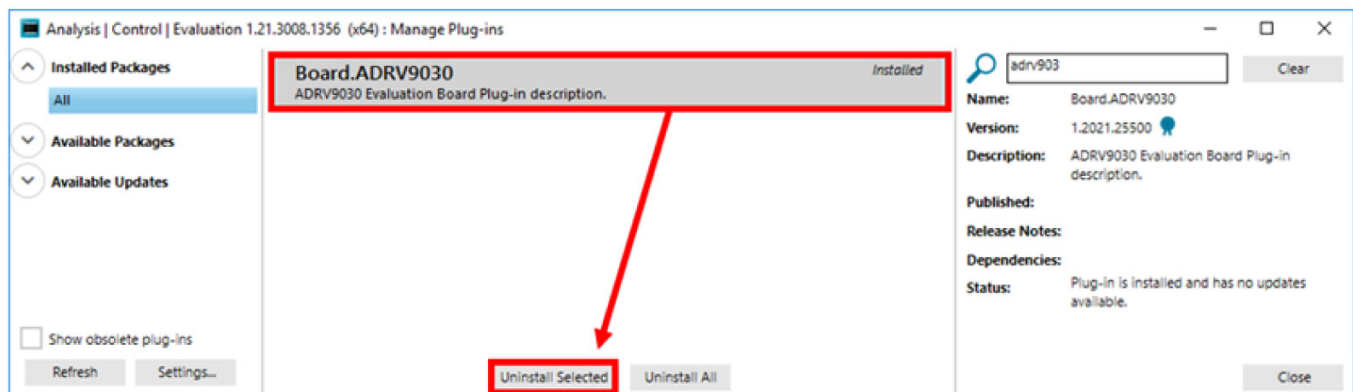 Analysis | Control | Evaluation 1.21.3008.1356 (x64) : Manage Plug-ins
Installed Packages
All
Available Packages
Available Updates
Show obsolete plug-ins
Refresh
Settings...
Board.ADRV9030
Installed
ADRV9030 Evaluation Board Plug-in description.
Uninstall Selected
Uninstall All
adrv903
Clear
Name: Board.ADRV9030
Version: 1.2021.25500
Description: ADRV9030 Evaluation Board Plug-in
description.
Published:
Release Notes:
Dependencies:
Status: Plug-in is installed and has no updates
available.
Close